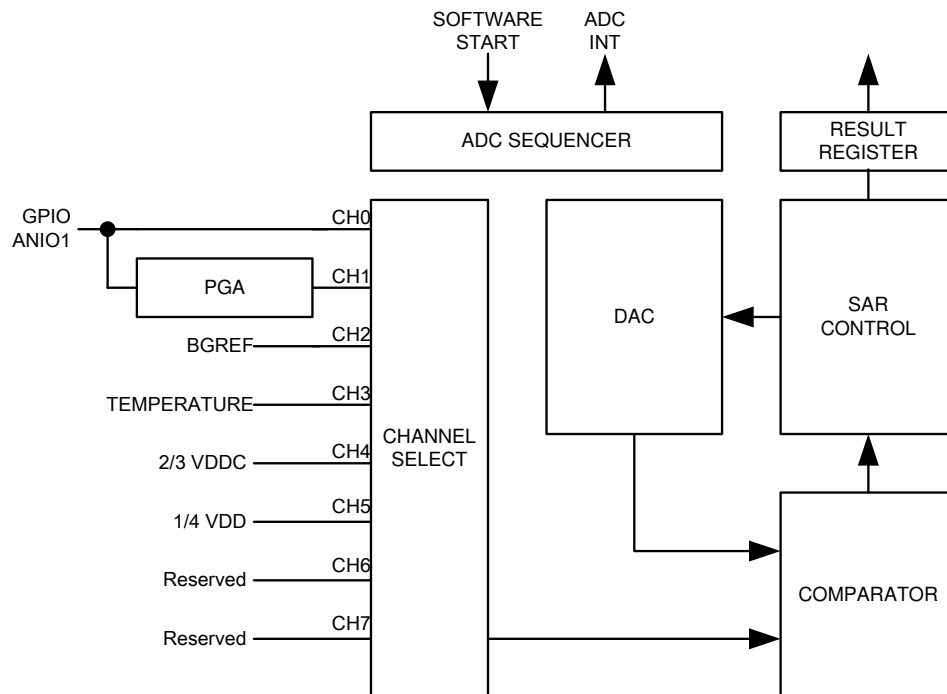 SOFTWARE
START
ADC
INT
ADC SEQUENCER
RESULT
REGISTER
GPIO
ANIO1
CH0
PGA
CH1
BGREF
CH2
TEMPERATURE
CH3
2/3 VDDC
CH4
1/4 VDD
CH5
Reserved
CH6
Reserved
CH7
CHANNEL
SELECT
DAC
SAR
CONTROL
COMPARATOR